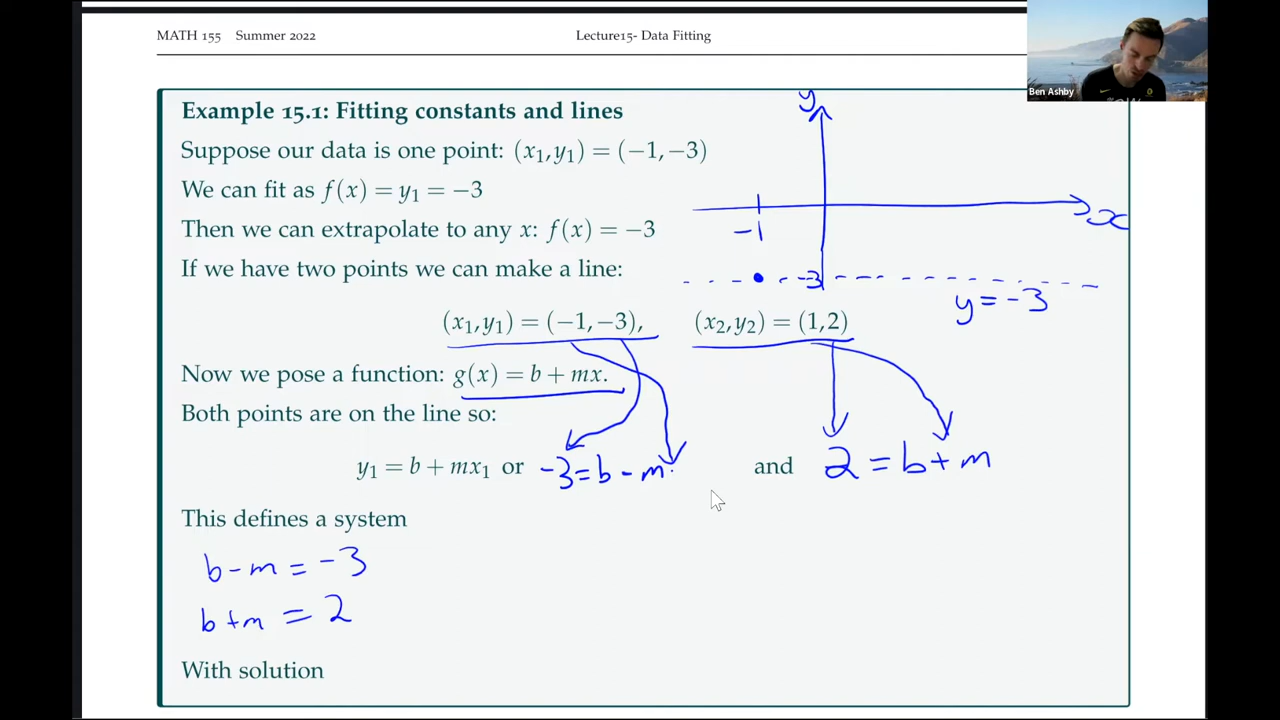 MATH 155 Summer 2022 Lecture15- Data Fitting
Ben Ashby
Example 15.1: Fitting constants and lines
Suppose our data is one point: (x₁, y₁) = (−1, −3)
We can fit as f(x) = y₁ = −3
Then we can extrapolate to any x: f(x) = −3
If we have two points we can make a line:
y
x
−1
−3
y = −3
(x₁, y₁) = (−1, −3), (x₂, y₂) = (1, 2)
Now we pose a function: g(x) = b + mx.
Both points are on the line so:
y₁ = b + mx₁ or −3 = b − m and 2 = b + m
This defines a system
b − m = −3
b + m = 2
With solution